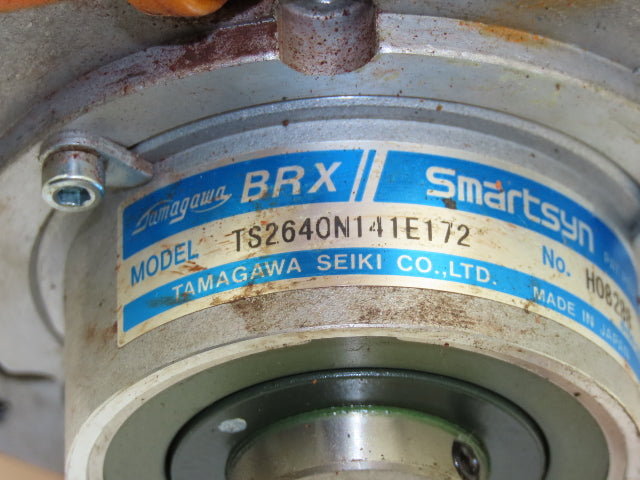 Tamagawa BRX Smartsyn
MODEL TS2640N141E172 No.
TAMAGAWA SEIKI CO.,LTD. MADE IN JAPAN